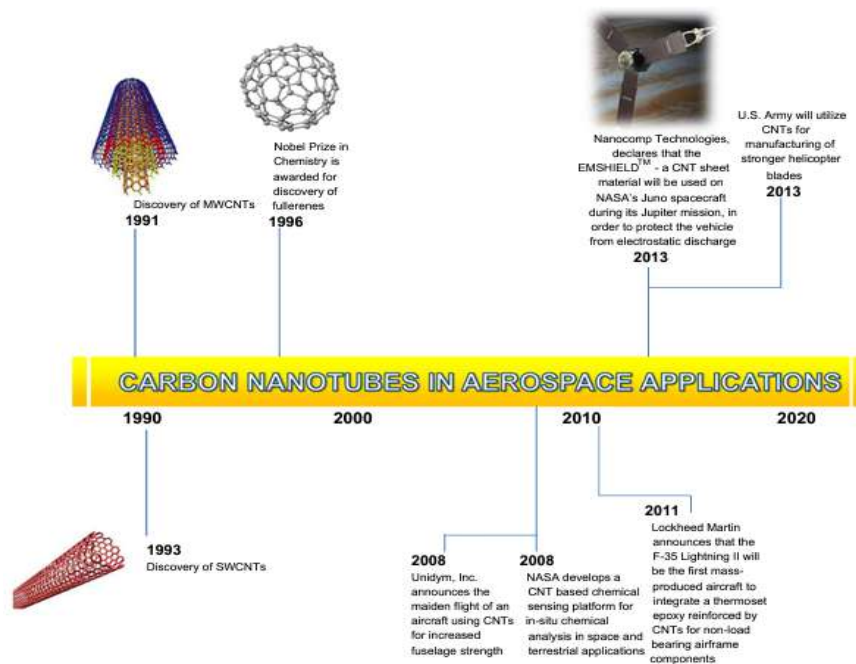 Discovery of MWCNTs
1991
Nobel Prize in
Chemistry is
awarded for
discovery of
fullerenes
1996
Nanocomp Technologies,
declares that the
EMSHIELD™ - a CNT sheet
material will be used on
NASA's Juno spacecraft
during its Jupiter mission, in
order to protect the vehicle
from electrostatic discharge
2013
U.S. Army will utilize
CNTs for
manufacturing of
stronger helicopter
blades
2013
CARBON NANOTUBES IN AEROSPACE APPLICATIONS
1990 2000 2010 2020
1993
Discovery of SWCNTs
2008
Unidym, Inc.
announces the
maiden flight of an
aircraft using CNTs
for increased
fuselage strength
2008
NASA develops a
CNT based chemical
sensing platform for
in-situ chemical
analysis in space and
terrestrial applications
2011
Lockheed Martin
announces that the
F-35 Lightning II will
be the first mass-
produced aircraft to
integrate a thermoset
epoxy reinforced by
CNTs for non-load
bearing airframe
components